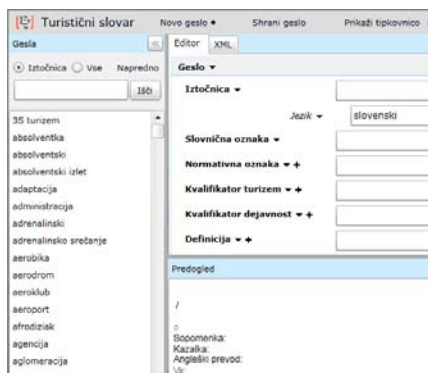 Turistični slovar
Novo geslo
Shrani geslo
Prikaži tipkovnico
Gesla
Iztočnica
Vse
Napredno
Išči
35 turizem
absolventka
absolventski
absolventski izlet
adaptacija
administracija
adrenalinski
adrenalinsko srečanje
aerobika
aerodrom
aeroklub
aeroport
afrodiziak
agencija
aglomeracija
Editor
XML
Geslo
Iztočnica
Jezik
slovenski
Slovnična oznaka
Normativna oznaka
Kvalifikator turizem
Kvalifikator dejavnost
Definicija
Predogled
/
Sopomenka:
Kazalka:
Angleški prevod:
Vir: